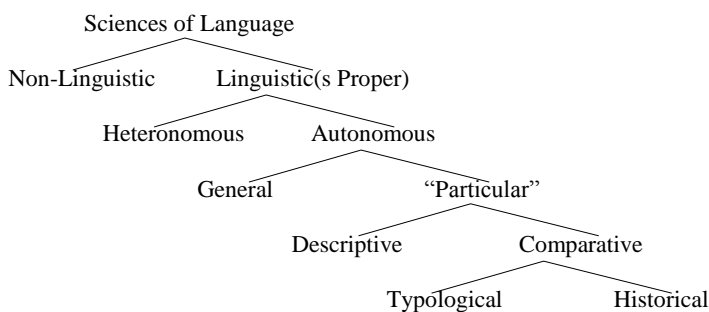 Sciences of Language
Non-Linguistic Linguistic(s Proper)
Heteronomous Autonomous
General “Particular”
Descriptive Comparative
Typological Historical